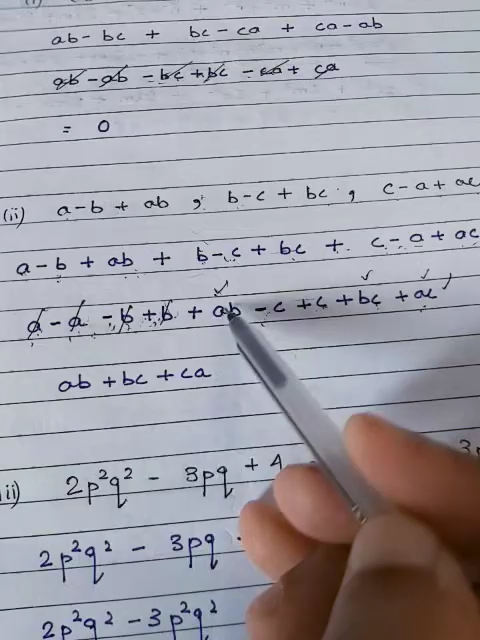 ab - bc + bc - ca + ca - ab
ab - ab - bc + bc - ca + ca
= 0
(ii) a - b + ab , b - c + bc , c - a + ac
a - b + ab + b - c + bc + c - a + ac
a - a - b + b + ab - c + c + bc + ac
ab + bc + ca
ii) 2p²q² - 3pq + 4
2p²q² - 3pq
2p²q² - 3p²q²